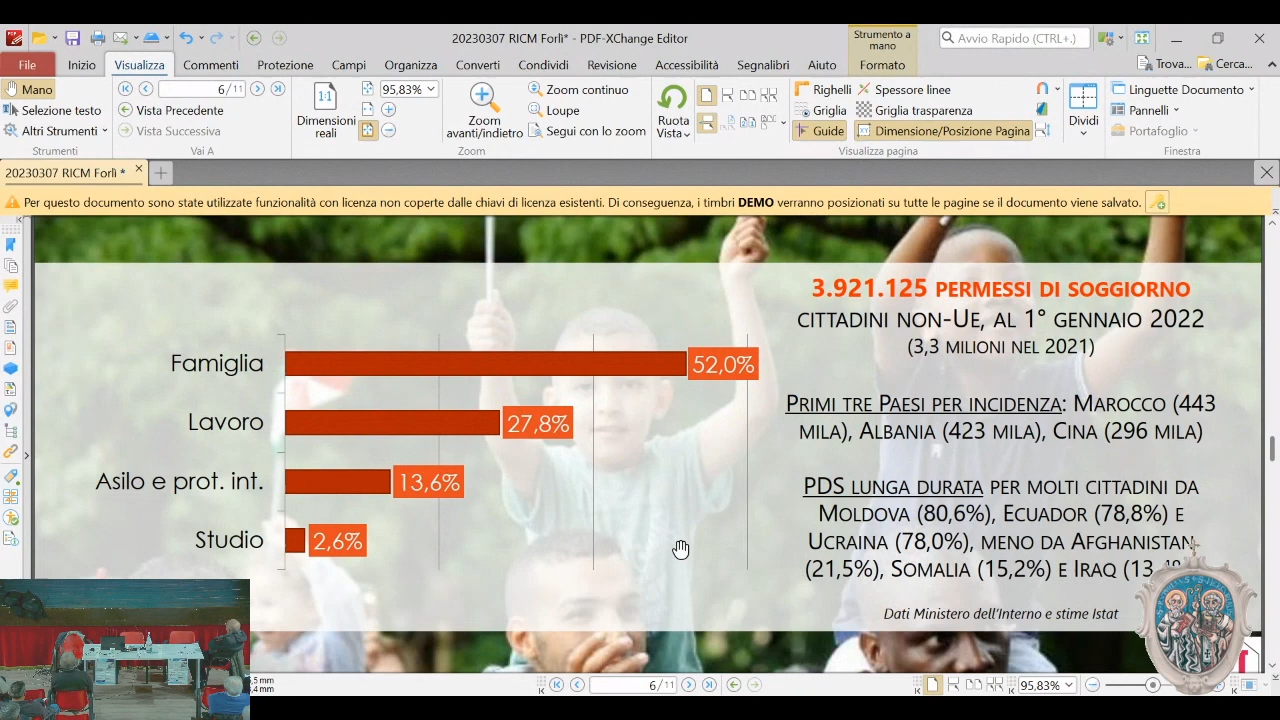 20230307 RICM Forlì* - PDF-XChange Editor
Strumento a mano
Avvio Rapido (CTRL+.)
File Inizio Visualizza Commenti Protezione Campi Organizza Converti Condividi Revisione Accessibilità Segnalibri Aiuto Formato Trova... Cerca...
Mano 6/11 95,83% Zoom continuo Righelli Spessore linee Linguette Documento
Selezione testo Vista Precedente Loupe Griglia Griglia trasparenza Pannelli
Altri Strumenti Vista Successiva Dimensioni reali Zoom avanti/indietro Segui con lo zoom Ruota Vista Guide Dimensione/Posizione Pagina Dividi Portafoglio
Strumenti Vai A Zoom Visualizza pagina Finestra
20230307 RICM Forlì *
Per questo documento sono state utilizzate funzionalità con licenza non coperte dalle chiavi di licenza esistenti. Di conseguenza, i timbri DEMO verranno posizionati su tutte le pagine se il documento viene salvato.
Famiglia 52,0%
Lavoro 27,8%
Asilo e prot. int. 13,6%
Studio 2,6%
3.921.125 PERMESSI DI SOGGIORNO
CITTADINI NON-UE, AL 1° GENNAIO 2022
(3,3 MILIONI NEL 2021)
PRIMI TRE PAESI PER INCIDENZA: MAROCCO (443
MILA), ALBANIA (423 MILA), CINA (296 MILA)
PDS LUNGA DURATA PER MOLTI CITTADINI DA
MOLDOVA (80,6%), ECUADOR (78,8%) E
UCRAINA (78,0%), MENO DA AFGHANISTAN
(21,5%), SOMALIA (15,2%) E IRAQ (13,
Dati Ministero dell'Interno e stime Istat
6/11 95,83%